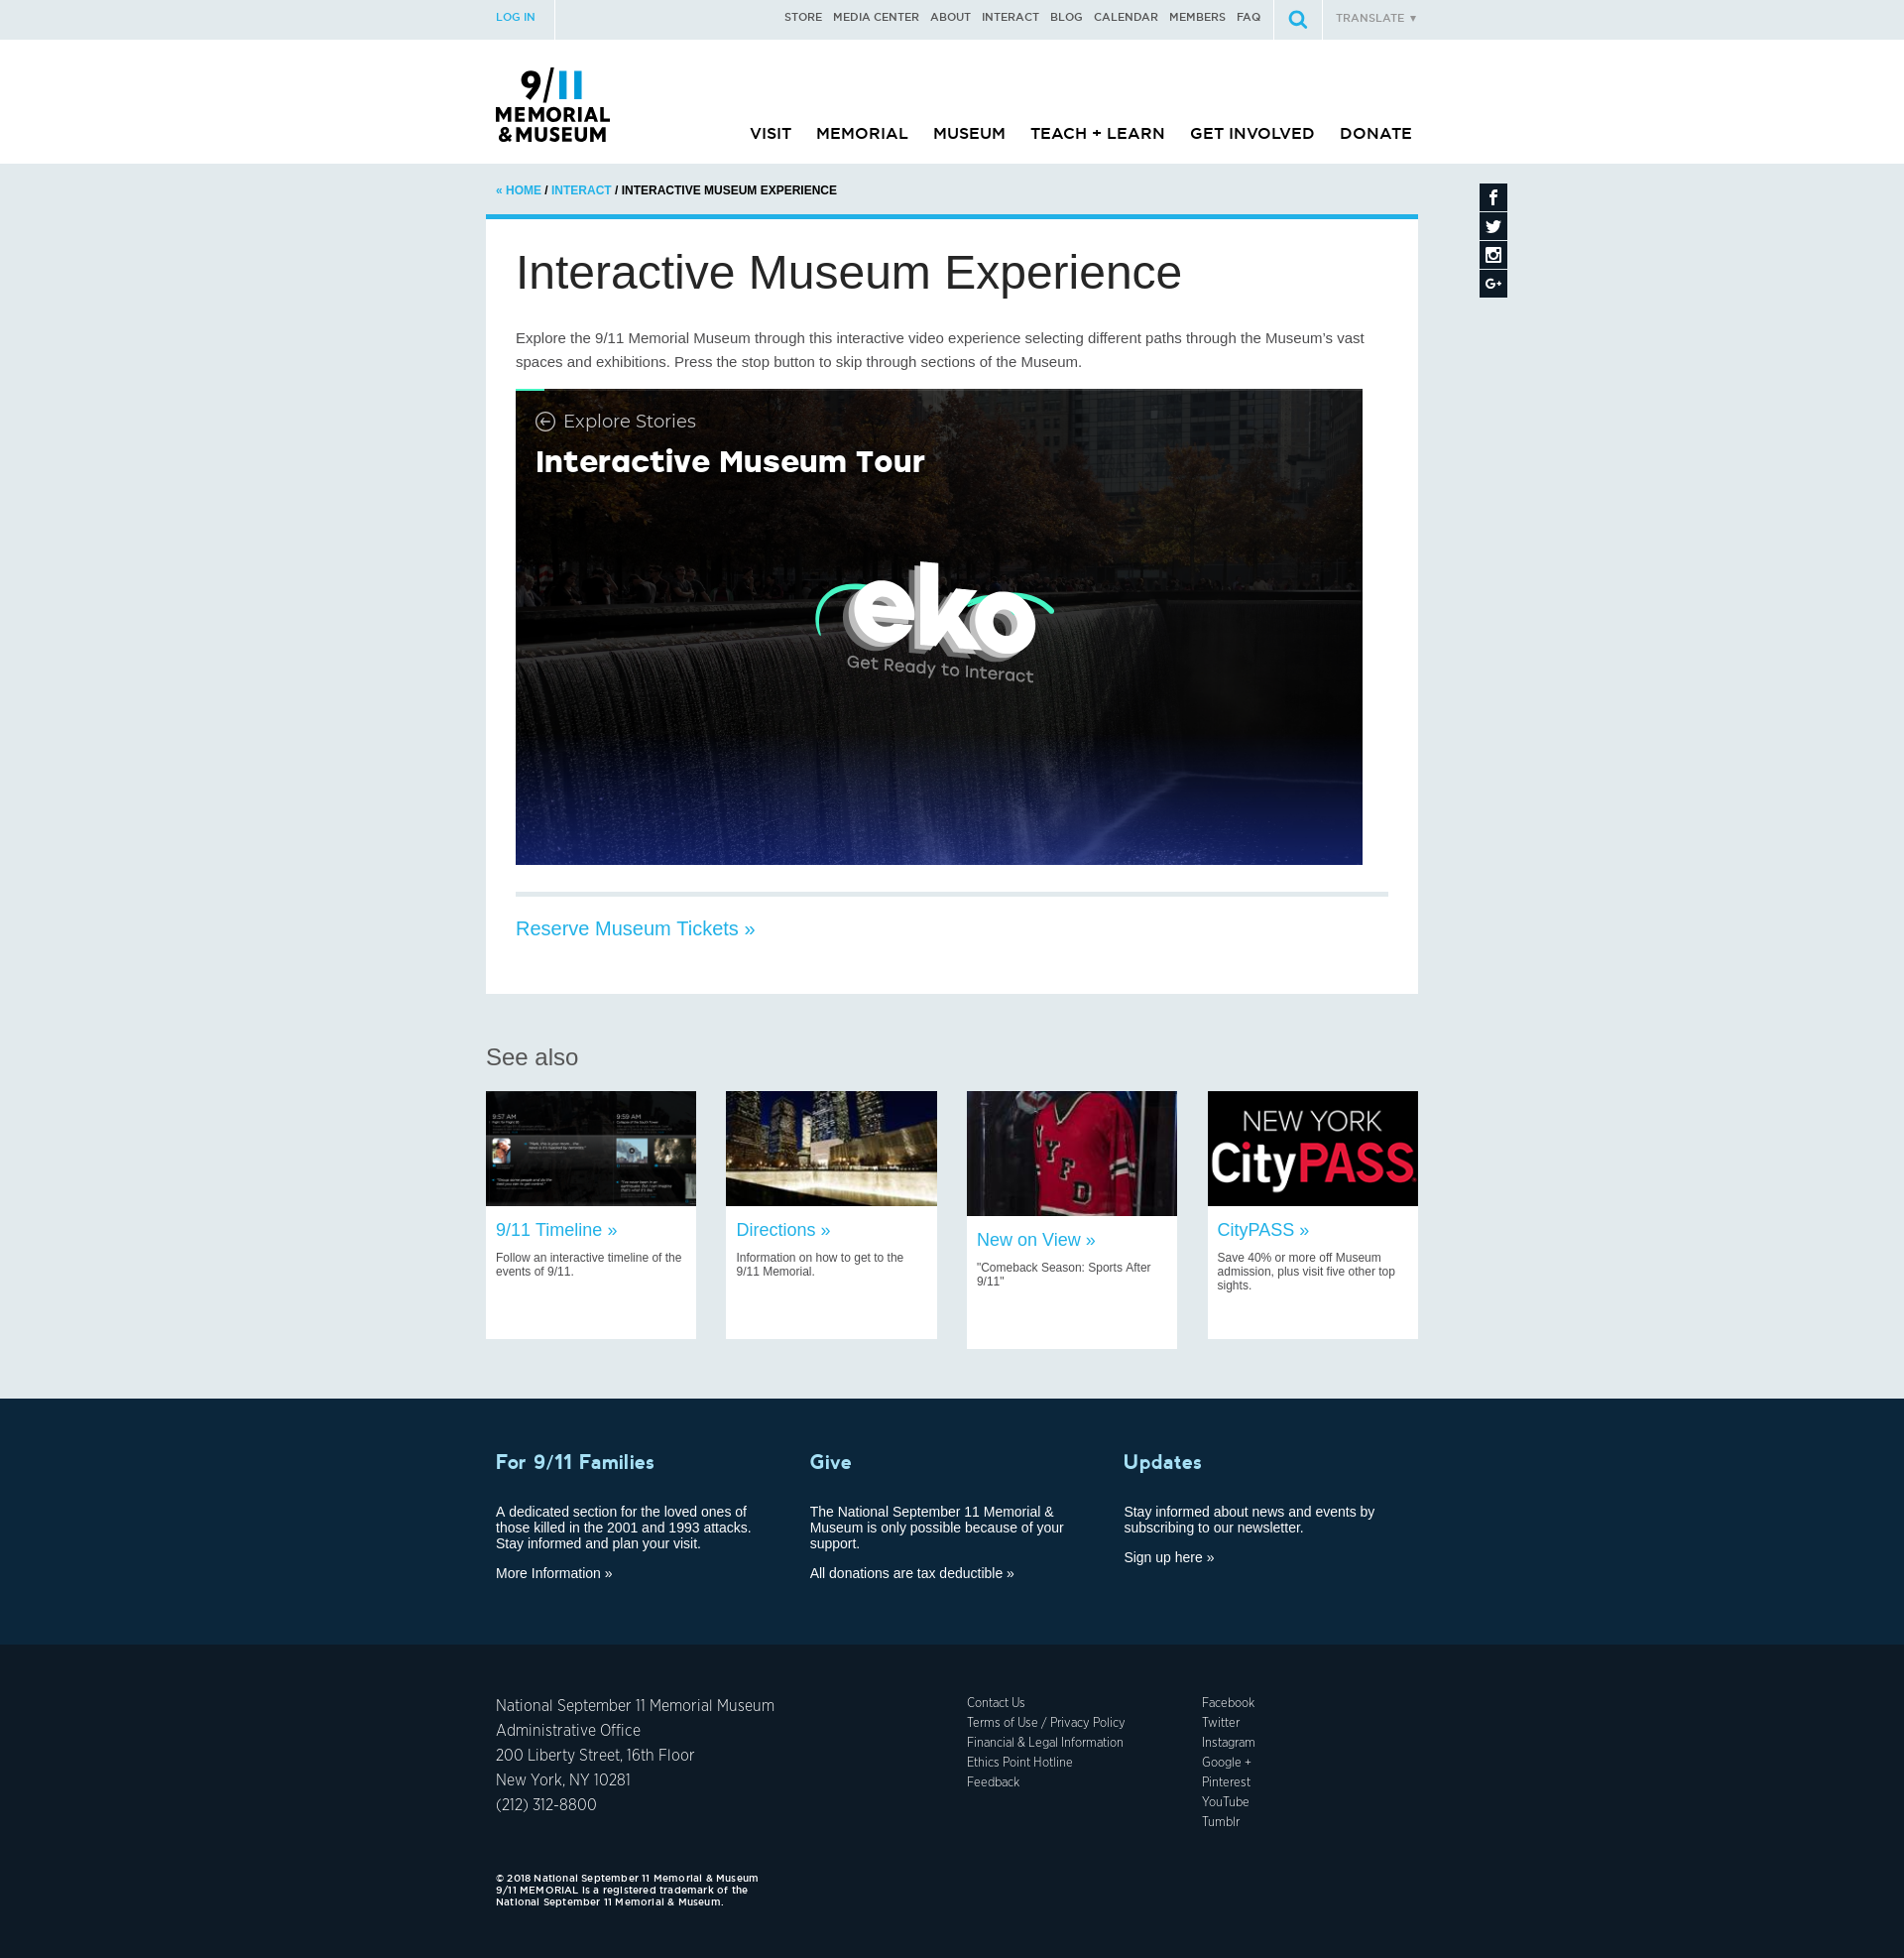 LOG IN
STORE MEDIA CENTER ABOUT INTERACT BLOG CALENDAR MEMBERS FAQ
TRANSLATE ▼
9/11
MEMORIAL
&MUSEUM
VISIT MEMORIAL MUSEUM TEACH + LEARN GET INVOLVED DONATE
« HOME / INTERACT / INTERACTIVE MUSEUM EXPERIENCE
Interactive Museum Experience
Explore the 9/11 Memorial Museum through this interactive video experience selecting different paths through the Museum's vast
spaces and exhibitions. Press the stop button to skip through sections of the Museum.
Explore Stories
Interactive Museum Tour
eko
Get Ready to Interact
Reserve Museum Tickets »
See also
9:57 AM
9:59 AM
NYFD
NEW YORK
CityPASS
9/11 Timeline »
Follow an interactive timeline of the
events of 9/11.
Directions »
Information on how to get to the
9/11 Memorial.
New on View »
"Comeback Season: Sports After
9/11"
CityPASS »
Save 40% or more off Museum
admission, plus visit five other top
sights.
For 9/11 Families
A dedicated section for the loved ones of
those killed in the 2001 and 1993 attacks.
Stay informed and plan your visit.
More Information »
Give
The National September 11 Memorial &
Museum is only possible because of your
support.
All donations are tax deductible »
Updates
Stay informed about news and events by
subscribing to our newsletter.
Sign up here »
National September 11 Memorial Museum
Administrative Office
200 Liberty Street, 16th Floor
New York, NY 10281
(212) 312-8800
Contact Us
Terms of Use / Privacy Policy
Financial & Legal Information
Ethics Point Hotline
Feedback
Facebook
Twitter
Instagram
Google +
Pinterest
YouTube
Tumblr
© 2018 National September 11 Memorial & Museum
9/11 MEMORIAL is a registered trademark of the
National September 11 Memorial & Museum.